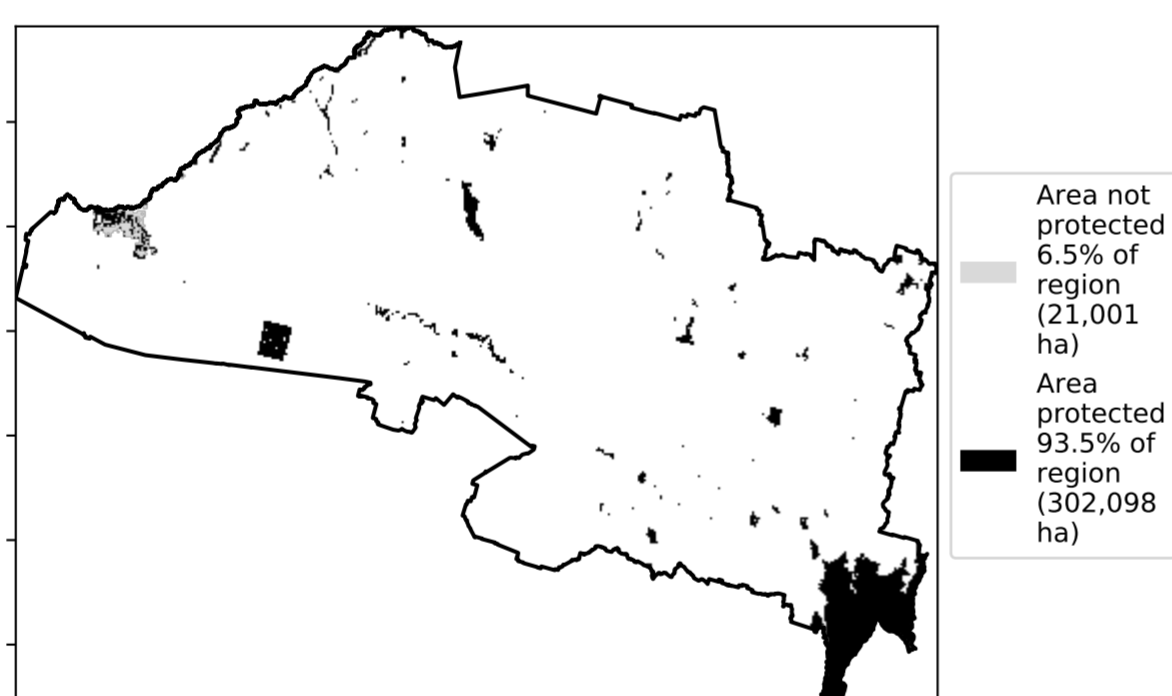 Area not
protected
6.5% of
region
(21,001
ha)
Area
protected
93.5% of
region
(302,098
ha)